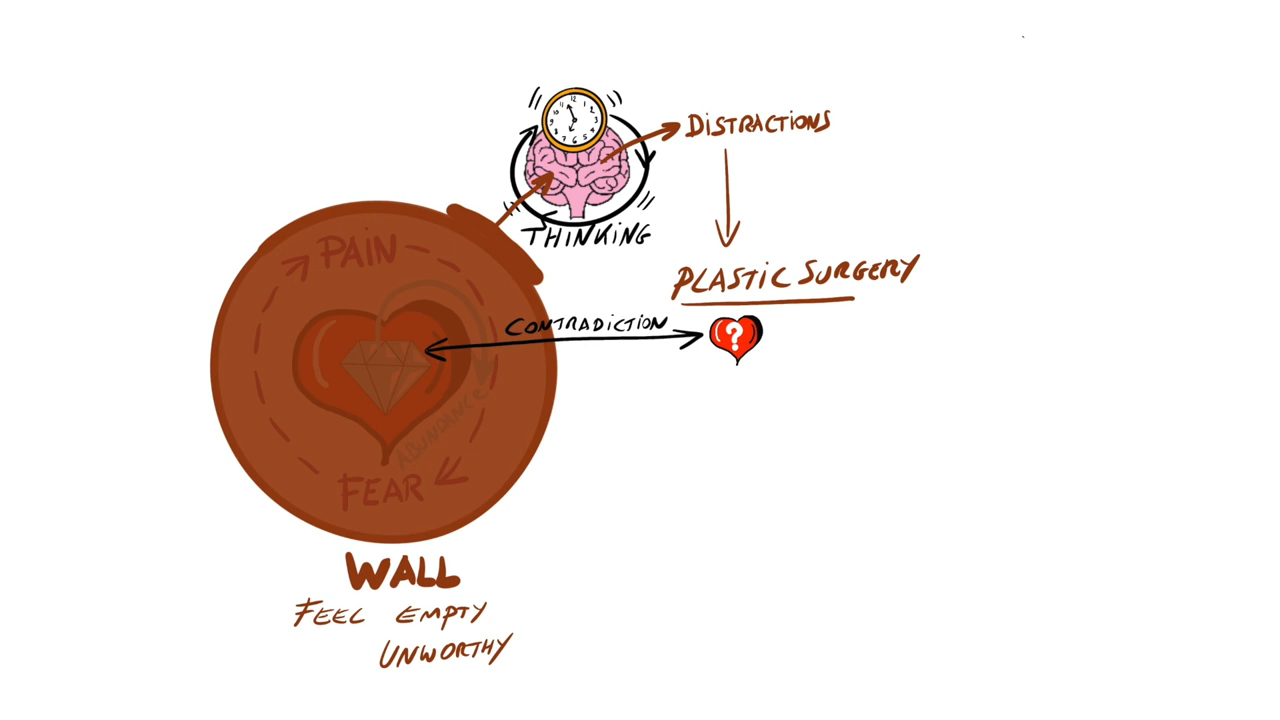 DISTRACTIONS
THINKING
PAIN
PLASTIC SURGERY
CONTRADICTION
?
ABUNDANCE
FEAR
WALL
FEEL EMPTY
UNWORTHY